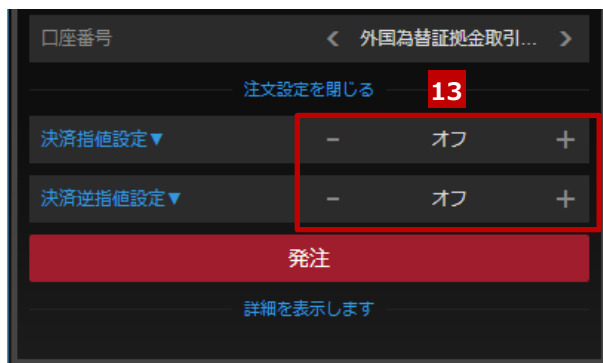 口座番号 < 外国為替証拠金取引... >
注文設定を閉じる 13
決済指値設定▼ − オフ +
決済逆指値設定▼ − オフ +
発注
詳細を表示します